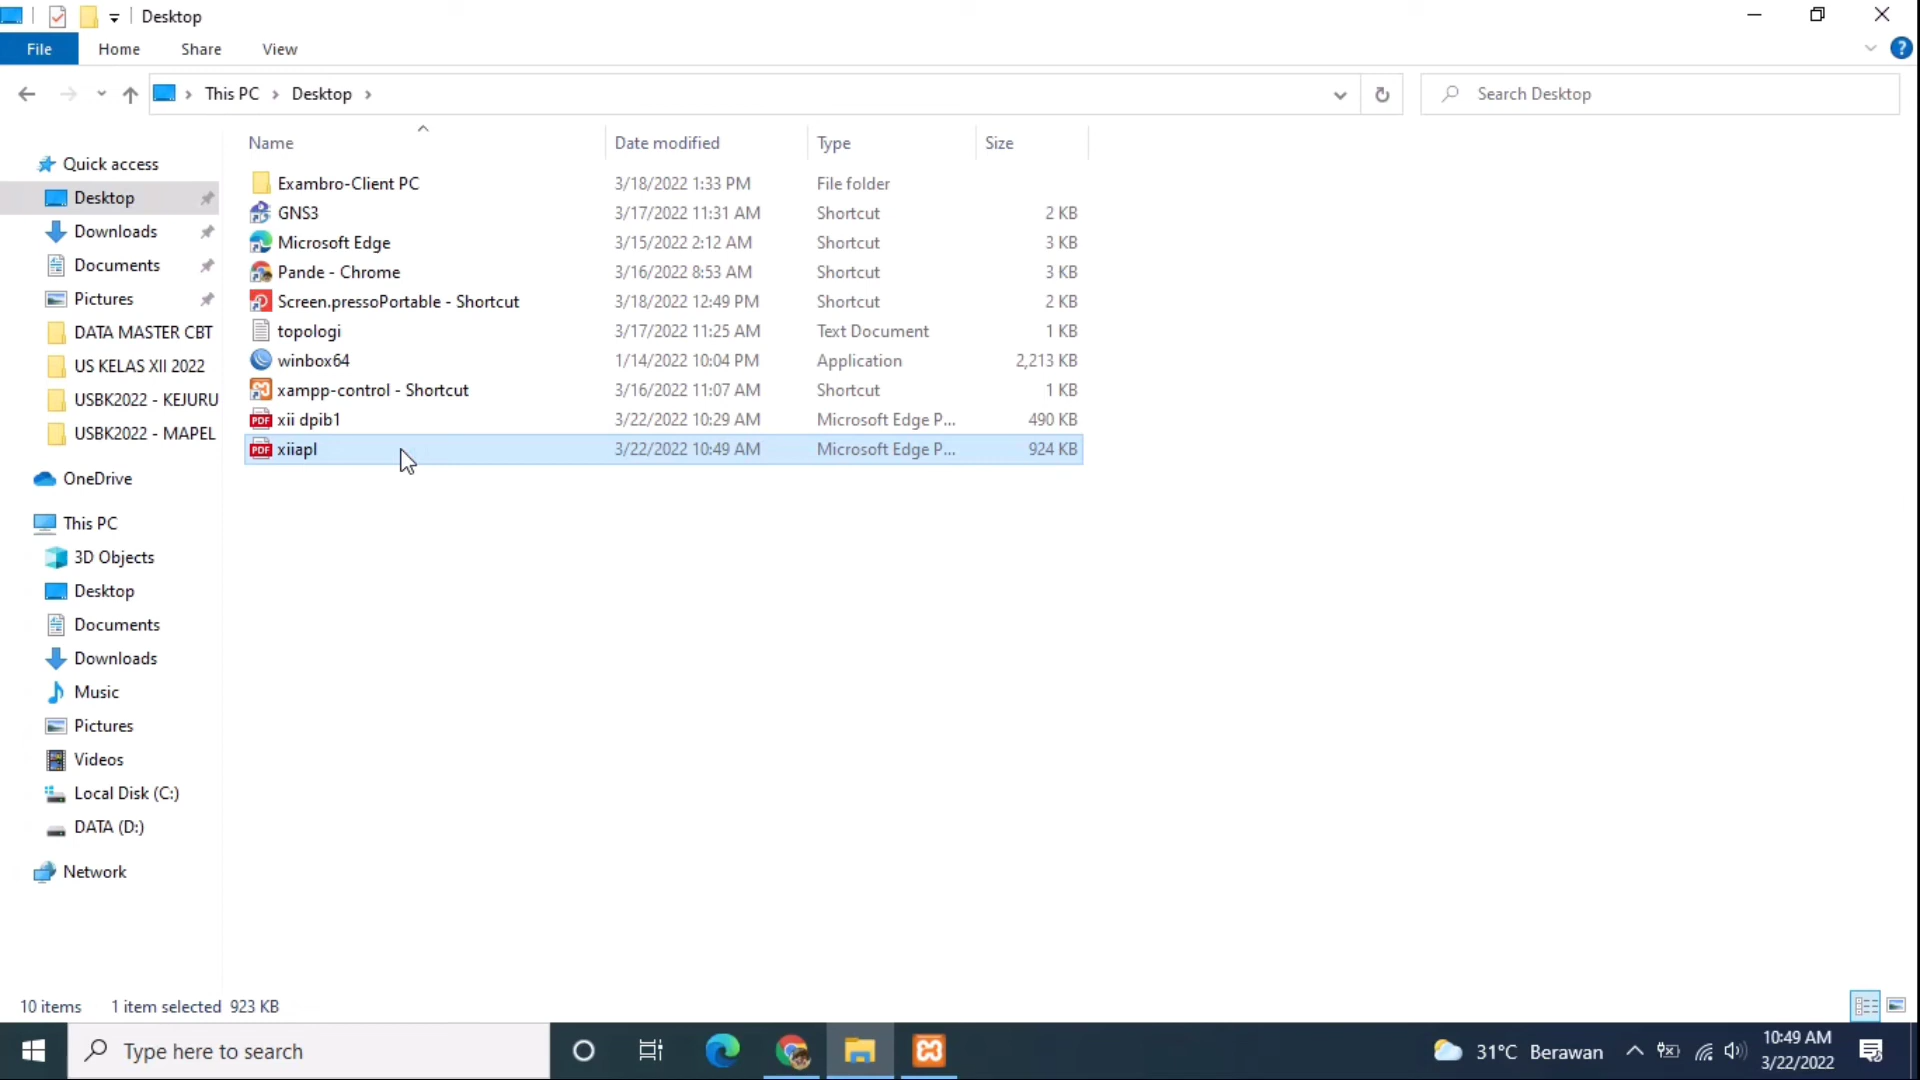 Desktop
File Home Share View
This PC Desktop
Search Desktop
Name Date modified Type Size
Quick access
Desktop
Downloads
Documents
Pictures
DATA MASTER CBT
US KELAS XII 2022
USBK2022 - KEJURU
USBK2022 - MAPEL
OneDrive
This PC
3D Objects
Desktop
Documents
Downloads
Music
Pictures
Videos
Local Disk (C:)
DATA (D:)
Network
Exambro-Client PC 3/18/2022 1:33 PM File folder
GNS3 3/17/2022 11:31 AM Shortcut 2 KB
Microsoft Edge 3/15/2022 2:12 AM Shortcut 3 KB
Pande - Chrome 3/16/2022 8:53 AM Shortcut 3 KB
Screen.pressoPortable - Shortcut 3/18/2022 12:49 PM Shortcut 2 KB
topologi 3/17/2022 11:25 AM Text Document 1 KB
winbox64 1/14/2022 10:04 PM Application 2,213 KB
xampp-control - Shortcut 3/16/2022 11:07 AM Shortcut 1 KB
PDF xii dpib1 3/22/2022 10:29 AM Microsoft Edge P... 490 KB
PDF xiiapl 3/22/2022 10:49 AM Microsoft Edge P... 924 KB
10 items 1 item selected 923 KB
Type here to search
31°C Berawan
10:49 AM
3/22/2022